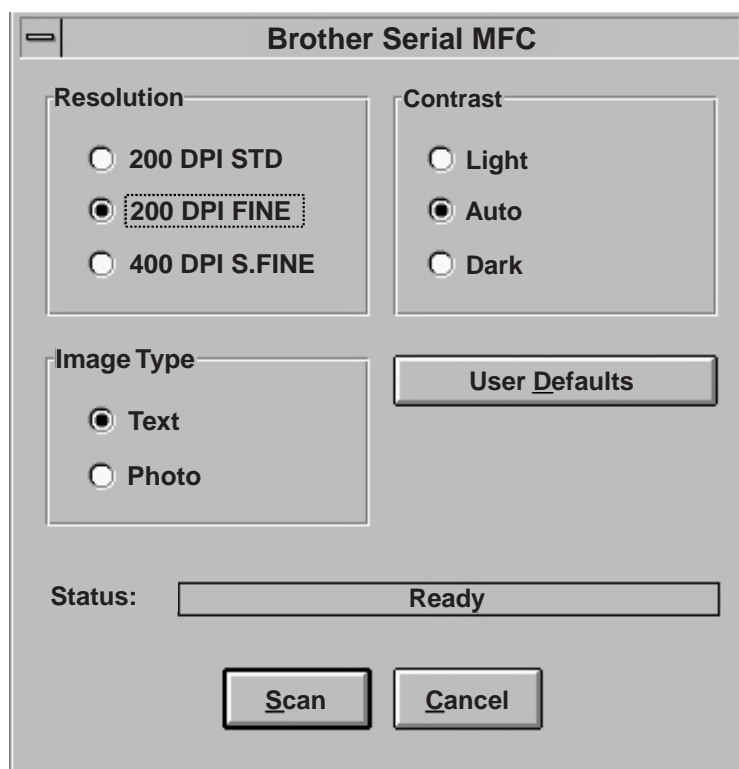 Brother Serial MFC
Resolution
200 DPI STD
200 DPI FINE
400 DPI S.FINE
Contrast
Light
Auto
Dark
Image Type
Text
Photo
User Defaults
Status:
Ready
Scan
Cancel